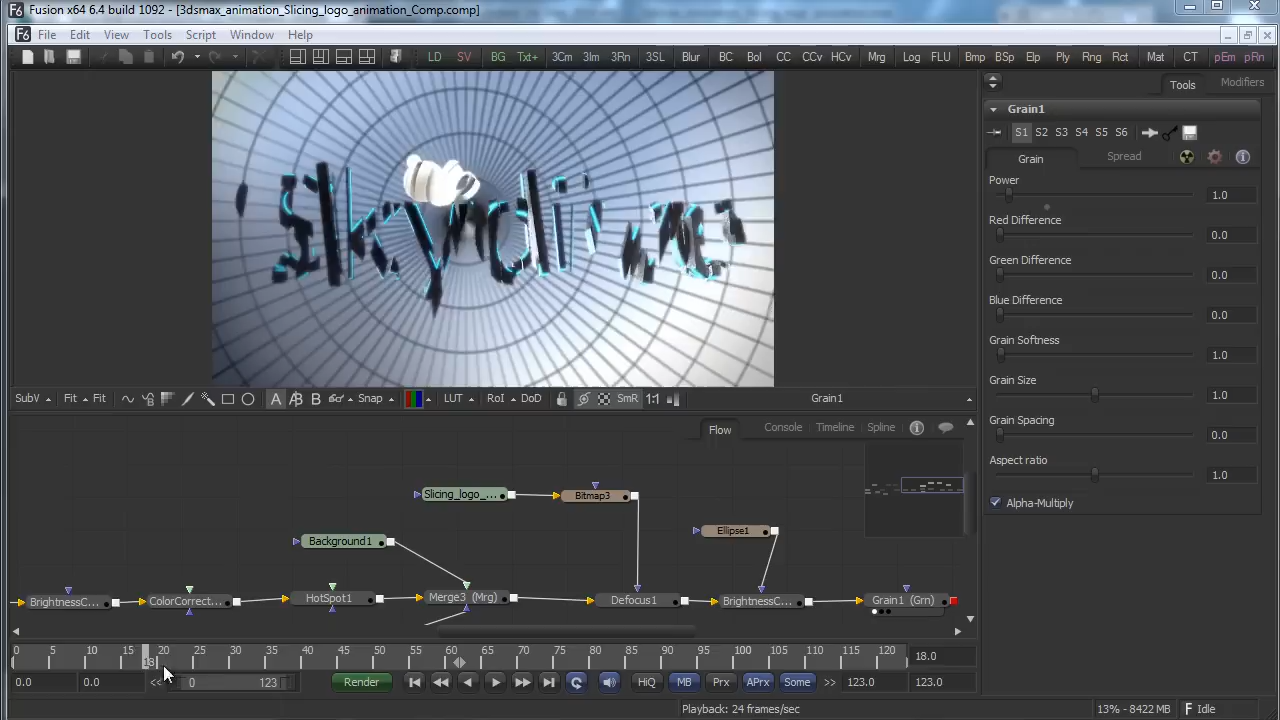 Fusion x64 6.4 build 1092 - [3dsmax_animation_Slicing_logo_animation_Comp.comp]
File Edit View Tools Script Window Help
LD SV BG Txt+ 3Cm 3Im 3Rn 3SL Blur BC Bol CC CCv HCv Mrg Log FLU Bmp BSp Elp Ply Rng Rct Mat CT pEm pRn
Tools Modifiers
Grain1
S1 S2 S3 S4 S5 S6
Grain Spread
Power
1.0
Red Difference
0.0
Green Difference
0.0
Blue Difference
0.0
Grain Softness
1.0
Grain Size
1.0
Grain Spacing
0.0
Aspect ratio
1.0
Alpha-Multiply
SubV Fit Fit A A B Snap LUT RoI DoD SmR 1:1 Grain1
Flow Console Timeline Spline
Slicing_logo_... Bitmap3
Ellipse1
Background1
BrightnessC... ColorCorrect... HotSpot1 Merge3 (Mrg) Defocus1 BrightnessC... Grain1 (Grn)
0 5 10 15 20 25 30 35 40 45 50 55 60 65 70 75 80 85 90 95 100 105 110 115 120
18 18.0
0.0 0.0 << 0 123 Render HiQ MB Prx APrx Some >> 123.0 123.0
Playback: 24 frames/sec 13% - 8422 MB Idle